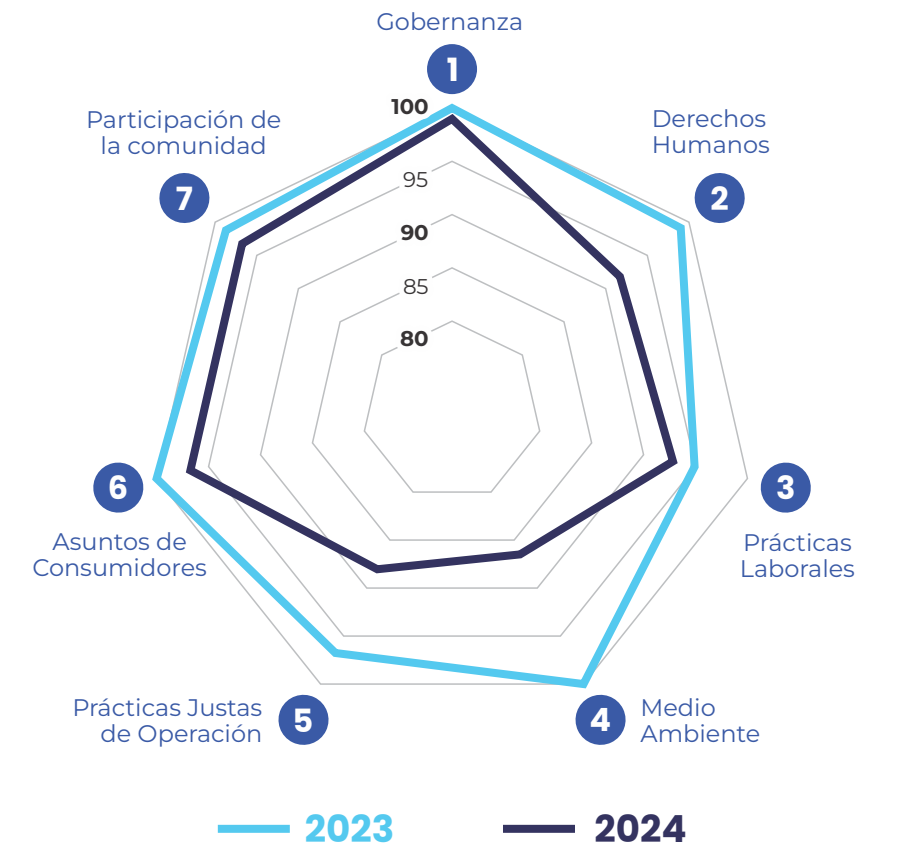 Gobernanza
1
100
Participación de
la comunidad
7
Derechos
Humanos
2
95
90
85
80
6
Asuntos de
Consumidores
3
Prácticas
Laborales
Prácticas Justas
de Operación
5
4
Medio
Ambiente
2023
2024